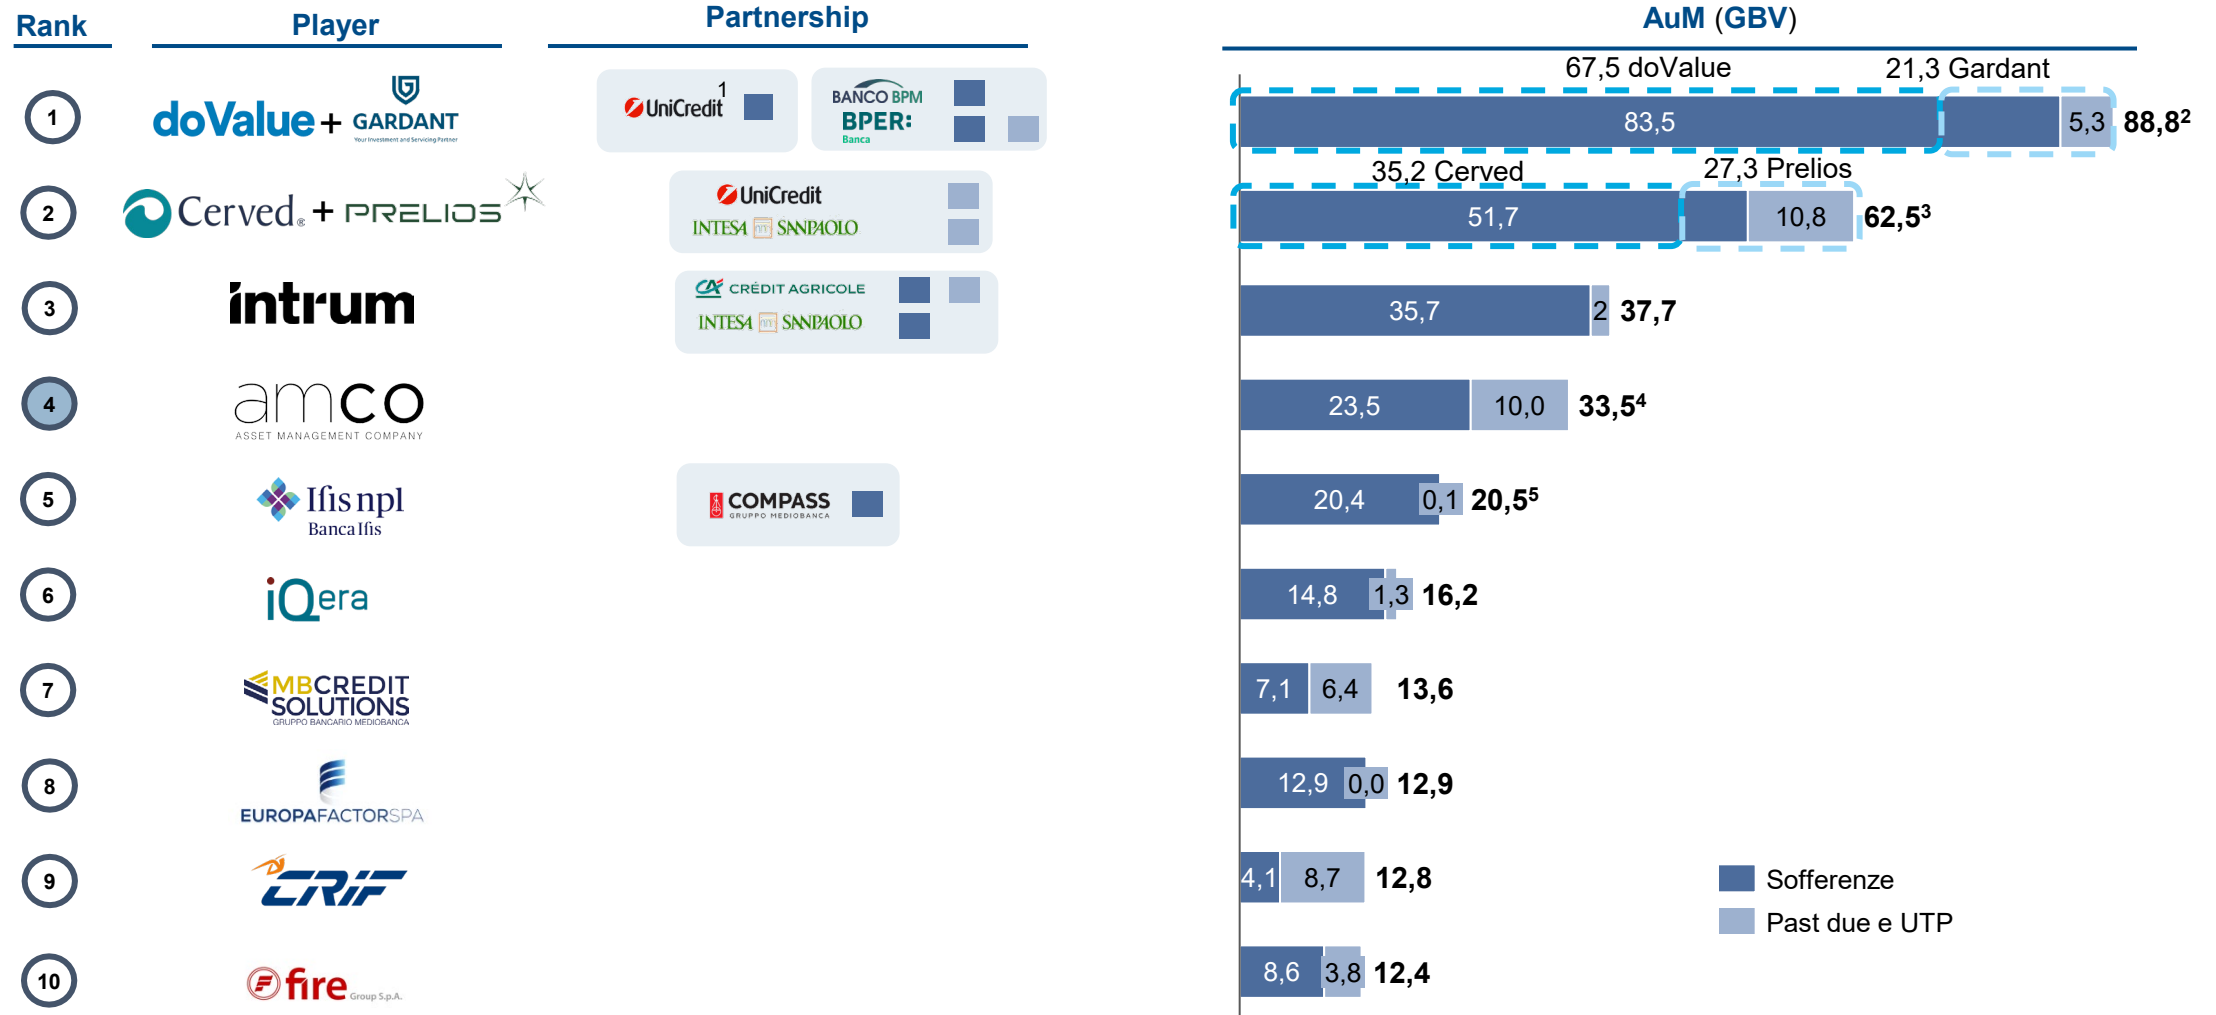 Rank
Player
Partnership
AuM (GBV)
67,5 doValue
21,3 Gardant
1
doValue + GARDANT
Your Investment and Servicing Partner
UniCredit 1
BANCO BPM
BPER:
Banca
83,5
5,3
88,8²
35,2 Cerved
27,3 Prelios
2
Cerved® + PRELIOS
UniCredit
INTESA SANPAOLO
51,7
10,8
62,5³
3
intrum
CRÉDIT AGRICOLE
INTESA SANPAOLO
35,7
2
37,7
4
amco
ASSET MANAGEMENT COMPANY
23,5
10,0
33,5⁴
5
Ifis npl
Banca Ifis
COMPASS
GRUPPO MEDIOBANCA
20,4
0,1
20,5⁵
6
iQera
14,8
1,3
16,2
7
MBCREDIT
SOLUTIONS
GRUPPO BANCARIO MEDIOBANCA
7,1
6,4
13,6
8
EUROPAFACTORSPA
12,9
0,0
12,9
9
CRIF
4,1
8,7
12,8
Sofferenze
Past due e UTP
10
fire Group S.p.A.
8,6
3,8
12,4